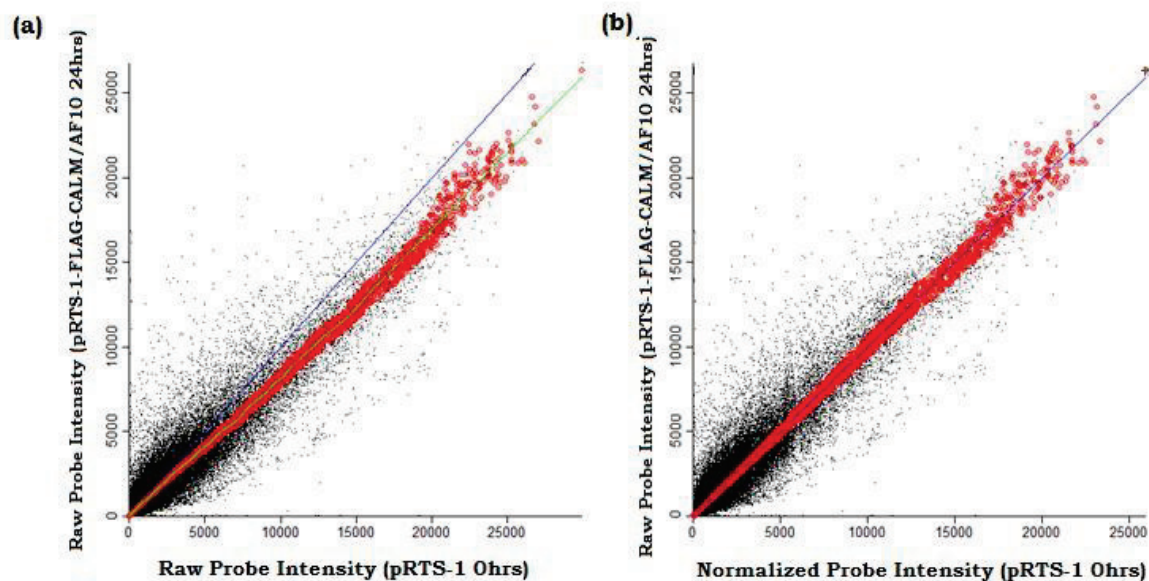 (a)
Raw Probe Intensity (pRTS-1-FLAG-CALM/AF10 24hrs)
25000
20000
15000
10000
5000
0
0 5000 10000 15000 20000 25000
Raw Probe Intensity (pRTS-1 0hrs)
(b)
Raw Probe Intensity (pRTS-1-FLAG-CALM/AF10 24hrs)
25000
20000
15000
10000
5000
0
0 5000 10000 15000 20000 25000
Normalized Probe Intensity (pRTS-1 0hrs)